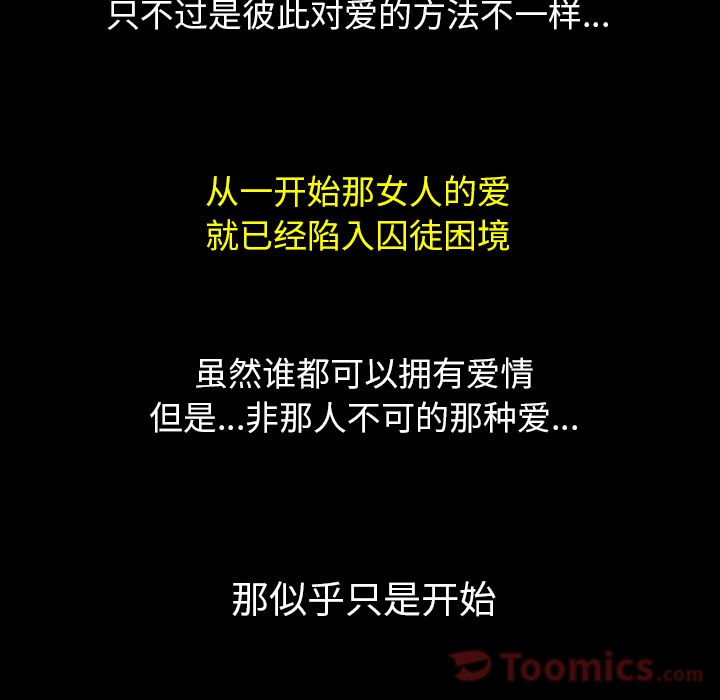 只不过是彼此对爱的方法不一样...
从一开始那女人的爱
就已经陷入囚徒困境
虽然谁都可以拥有爱情
但是...非那人不可的那种爱...
那似乎只是开始
Toomics.com